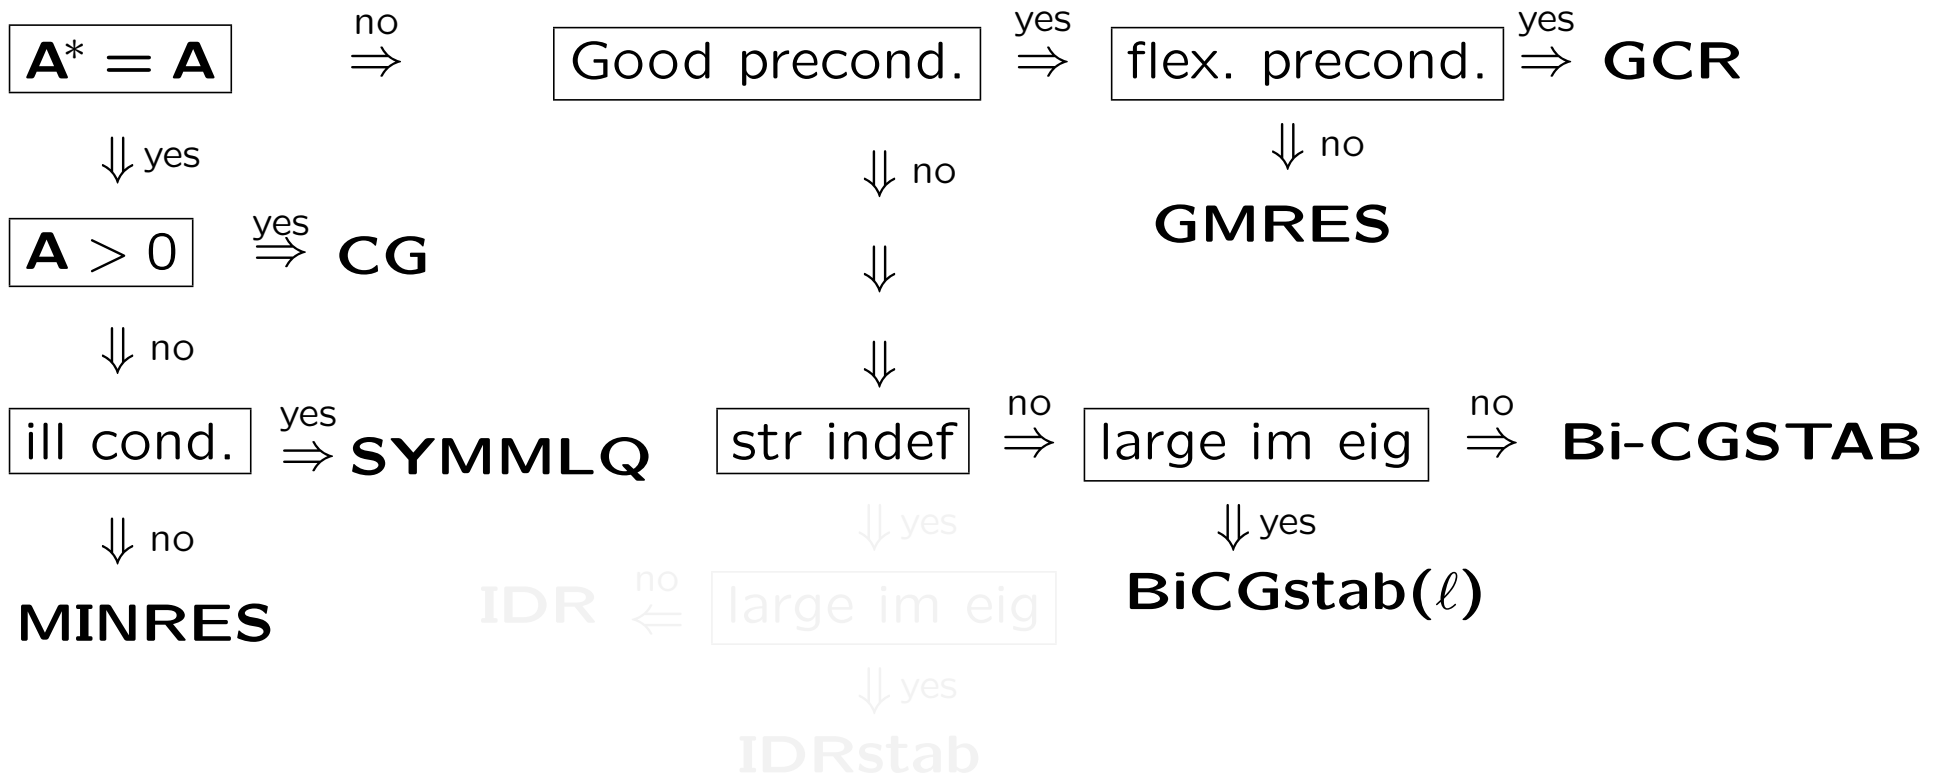 no yes yes
A* = A ⇒ Good precond. ⇒ flex. precond. ⇒ GCR
⇓ yes ⇓ no ⇓ no
A > 0 yes ⇒ CG ⇓ GMRES
⇓ no ⇓
ill cond. yes ⇒ SYMMLQ str indef no ⇒ large im eig no ⇒ Bi-CGSTAB
⇓ no ⇓ yes ⇓ yes
MINRES IDR no ⇐ large im eig BiCGstab(ℓ)
⇓ yes
IDRstab